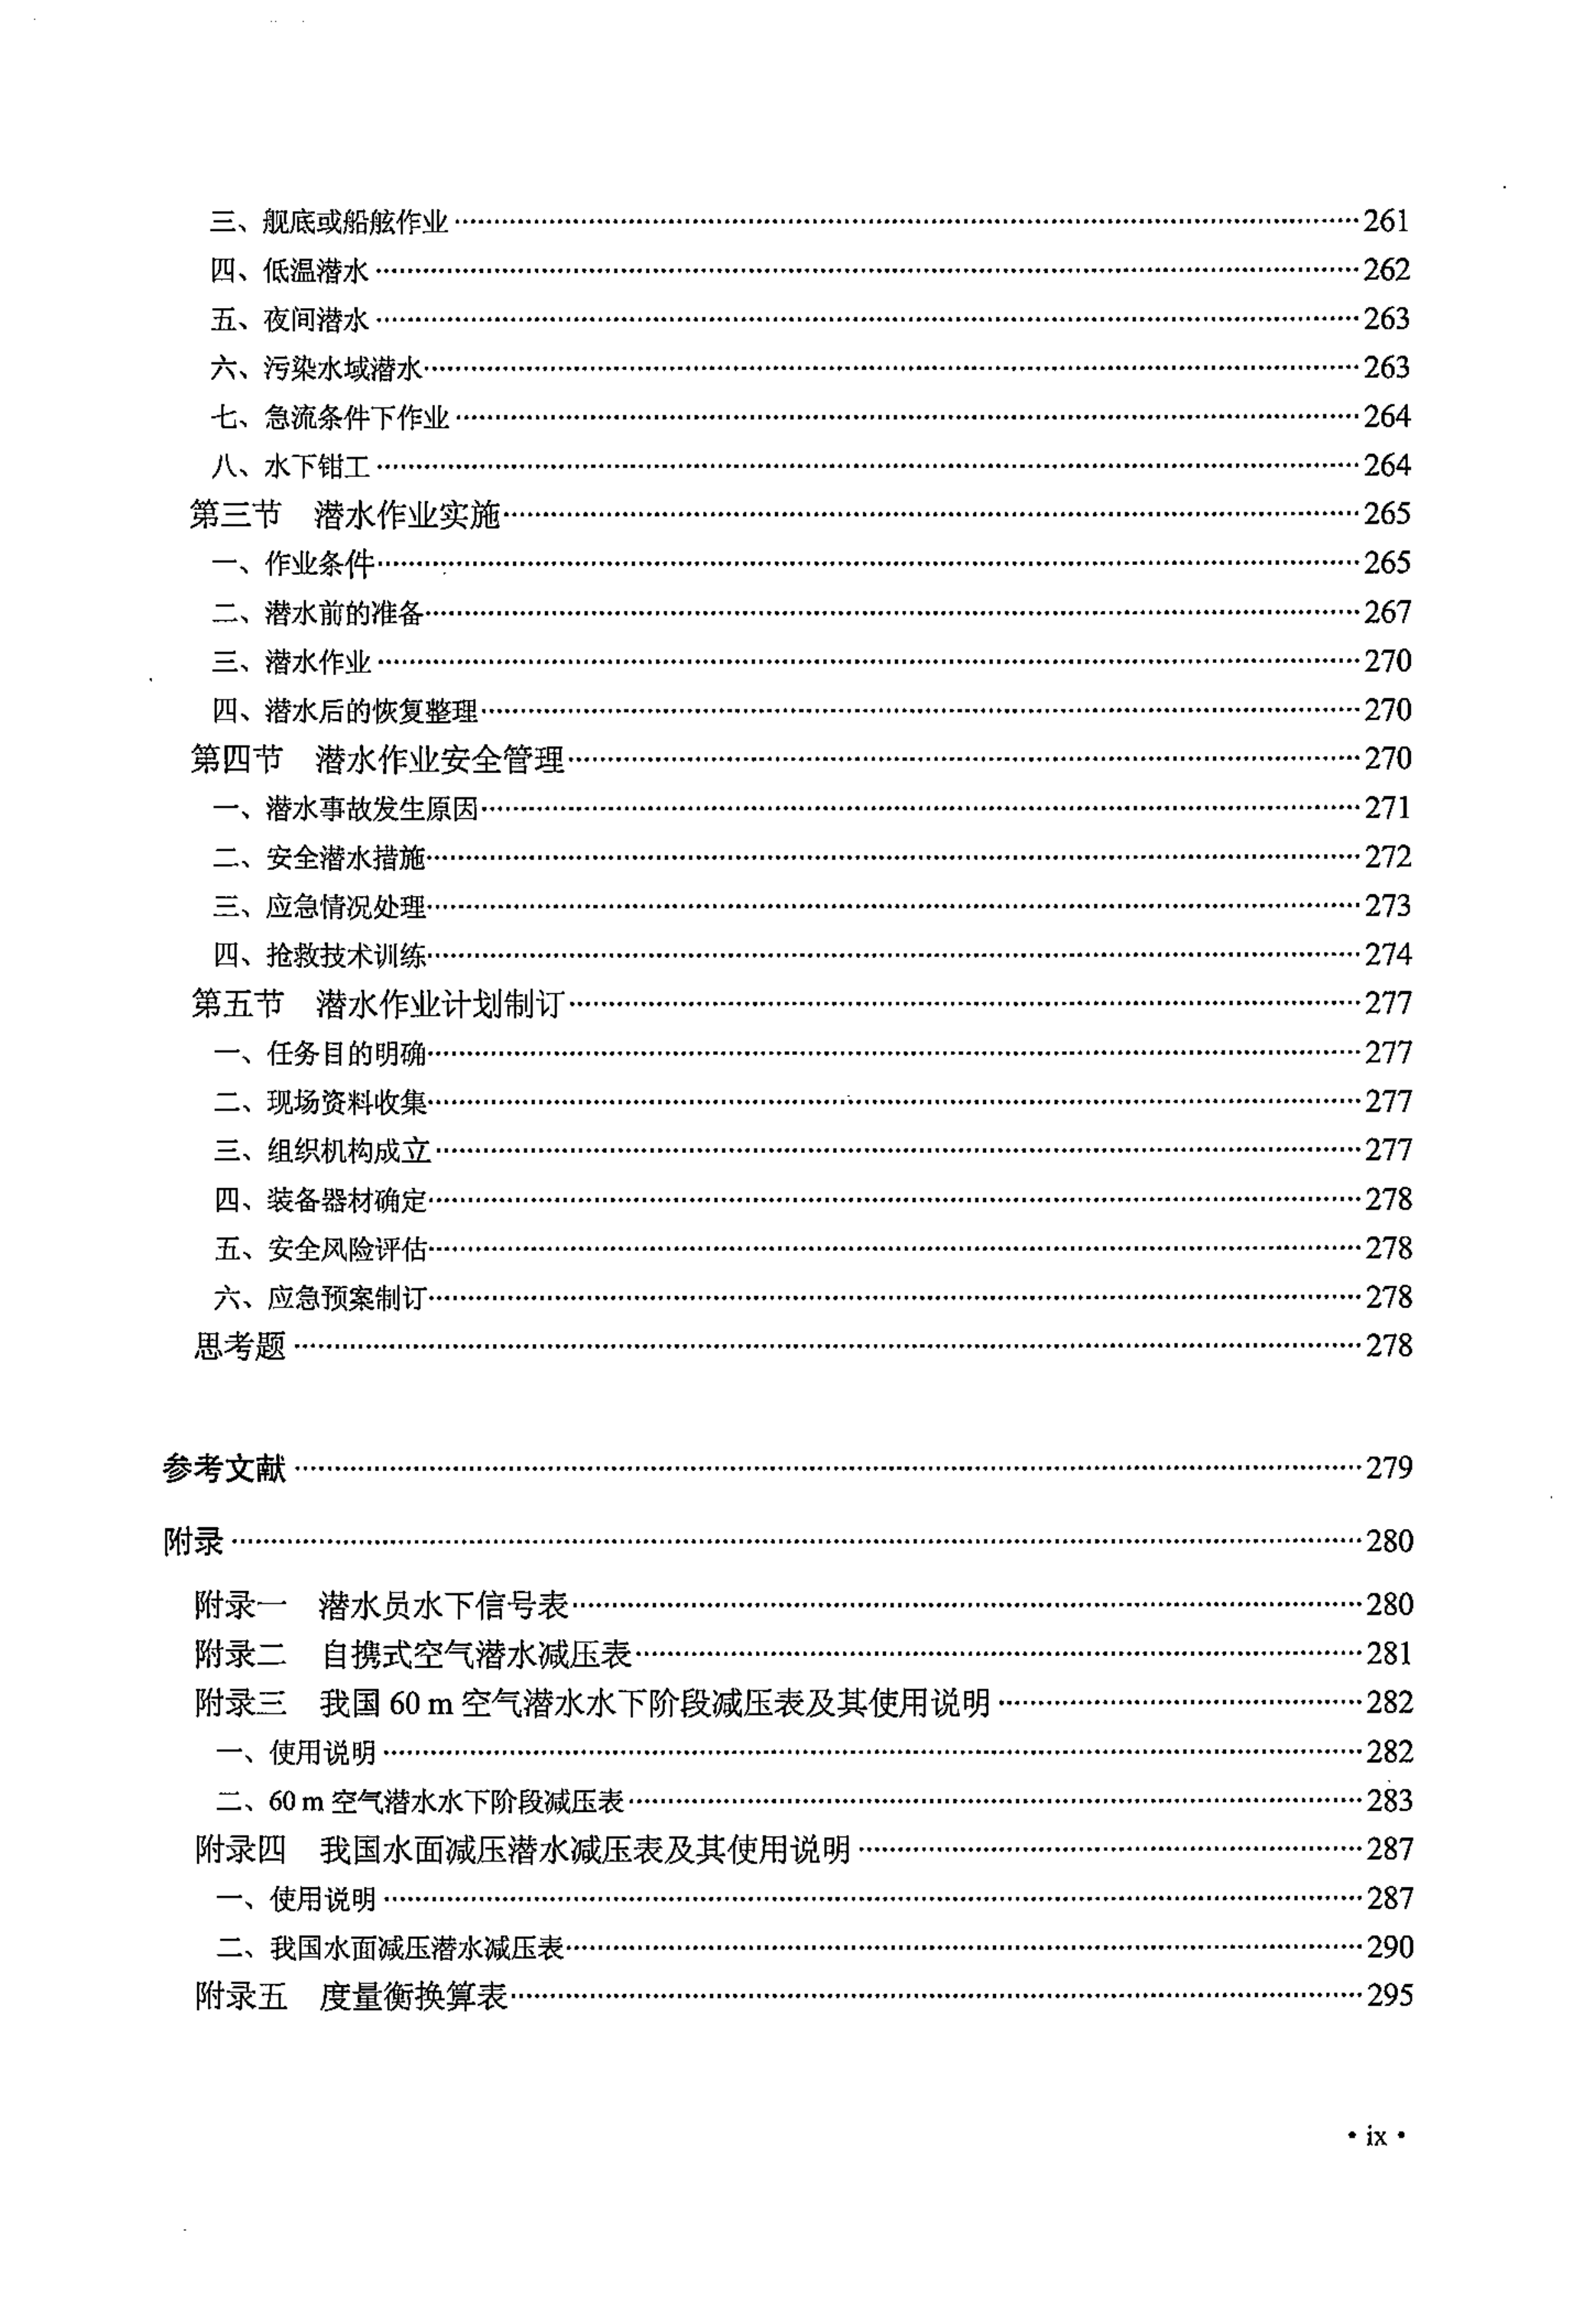 三、舰底或船舷作业……261
四、低温潜水……262
五、夜间潜水……263
六、污染水域潜水……263
七、急流条件下作业……264
八、水下钳工……264
第三节　潜水作业实施……265
一、作业条件……265
二、潜水前的准备……267
三、潜水作业……270
四、潜水后的恢复整理……270
第四节　潜水作业安全管理……270
一、潜水事故发生原因……271
二、安全潜水措施……272
三、应急情况处理……273
四、抢救技术训练……274
第五节　潜水作业计划制订……277
一、任务目的明确……277
二、现场资料收集……277
三、组织机构成立……277
四、装备器材确定……278
五、安全风险评估……278
六、应急预案制订……278
思考题……278
参考文献……279
附录……280
附录一　潜水员水下信号表……280
附录二　自携式空气潜水减压表……281
附录三　我国 60 m 空气潜水水下阶段减压表及其使用说明……282
一、使用说明……282
二、60 m 空气潜水水下阶段减压表……283
附录四　我国水面减压潜水减压表及其使用说明……287
一、使用说明……287
二、我国水面减压潜水减压表……290
附录五　度量衡换算表……295
· ix ·